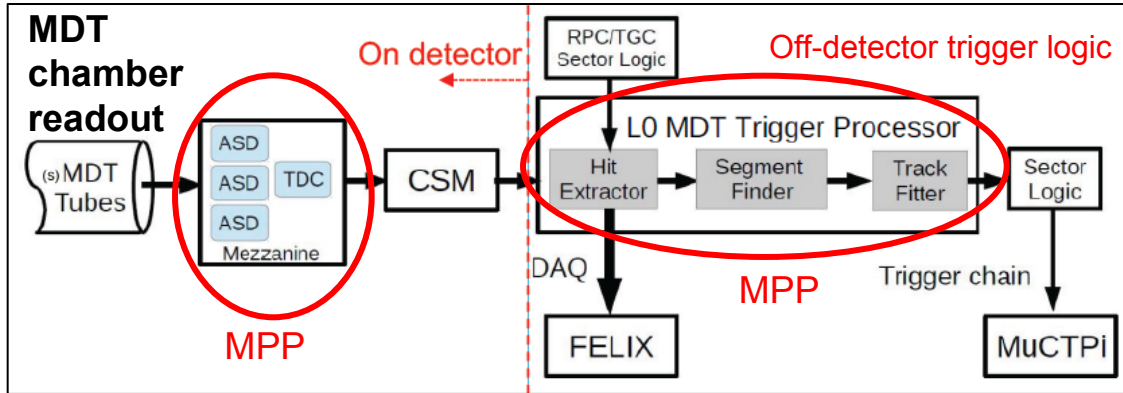 MDT
chamber
readout
On detector
RPC/TGC
Sector Logic
Off-detector trigger logic
(s) MDT
Tubes
ASD
ASD
TDC
ASD
Mezzanine
CSM
L0 MDT Trigger Processor
Hit
Extractor
Segment
Finder
Track
Fitter
Sector
Logic
MPP
DAQ
MPP
Trigger chain
FELIX
MuCTPi